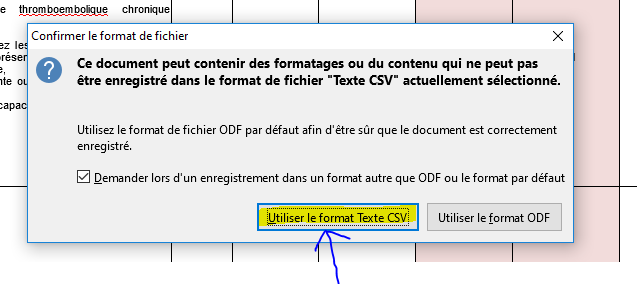 e thromboembolique chronique
Confirmer le format de fichier
ez les
Ce document peut contenir des formatages ou du contenu qui ne peut pas
être enregistré dans le format de fichier "Texte CSV" actuellement sélectionné.
présen
e,
nte ou
capac
Utilisez le format de fichier ODF par défaut afin d'être sûr que le document est correctement
enregistré.
Demander lors d'un enregistrement dans un format autre que ODF ou le format par défaut
Utiliser le format Texte CSV
Utiliser le format ODF